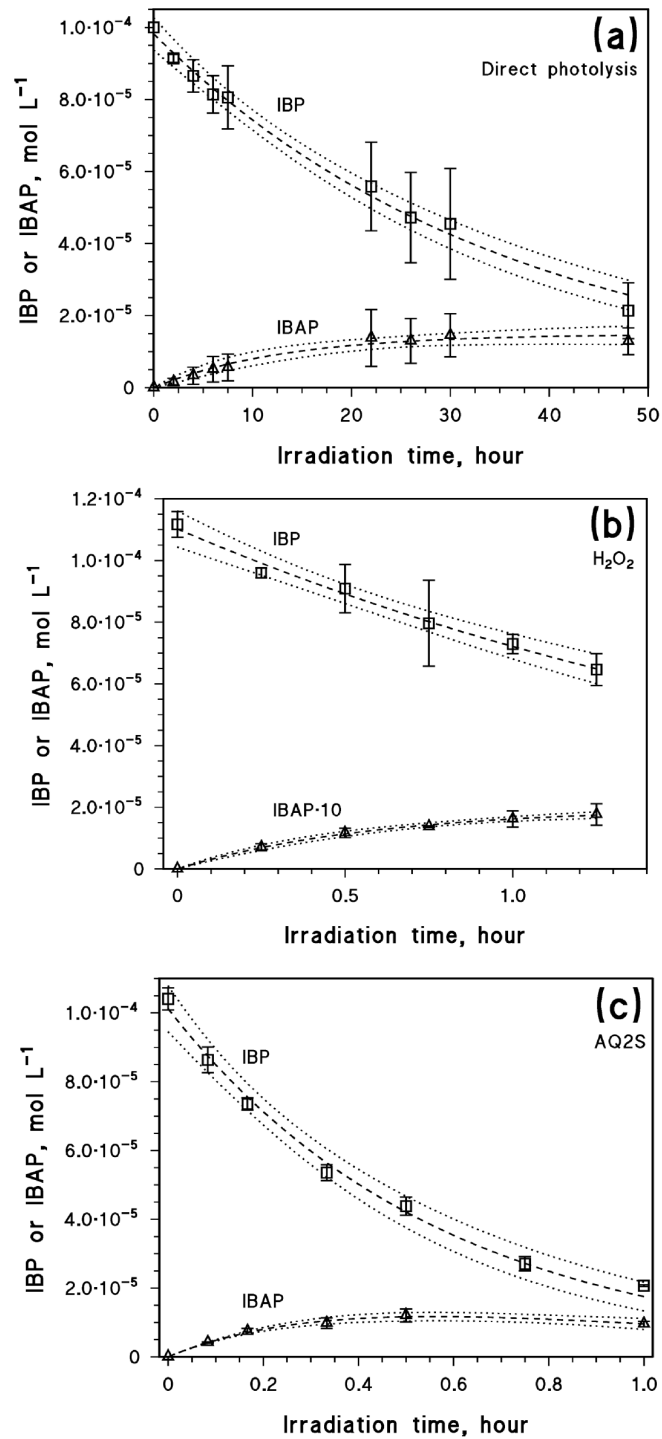 (a)
Direct photolysis
IBP
IBAP
IBP or IBAP, mol L⁻¹
1.0·10⁻⁴
8.0·10⁻⁵
6.0·10⁻⁵
4.0·10⁻⁵
2.0·10⁻⁵
0
0 10 20 30 40 50
Irradiation time, hour
(b)
H₂O₂
IBP
IBAP·10
IBP or IBAP, mol L⁻¹
1.2·10⁻⁴
1.0·10⁻⁴
8.0·10⁻⁵
6.0·10⁻⁵
4.0·10⁻⁵
2.0·10⁻⁵
0
0 0.5 1.0
Irradiation time, hour
(c)
AQ2S
IBP
IBAP
IBP or IBAP, mol L⁻¹
1.0·10⁻⁴
8.0·10⁻⁵
6.0·10⁻⁵
4.0·10⁻⁵
2.0·10⁻⁵
0
0 0.2 0.4 0.6 0.8 1.0
Irradiation time, hour